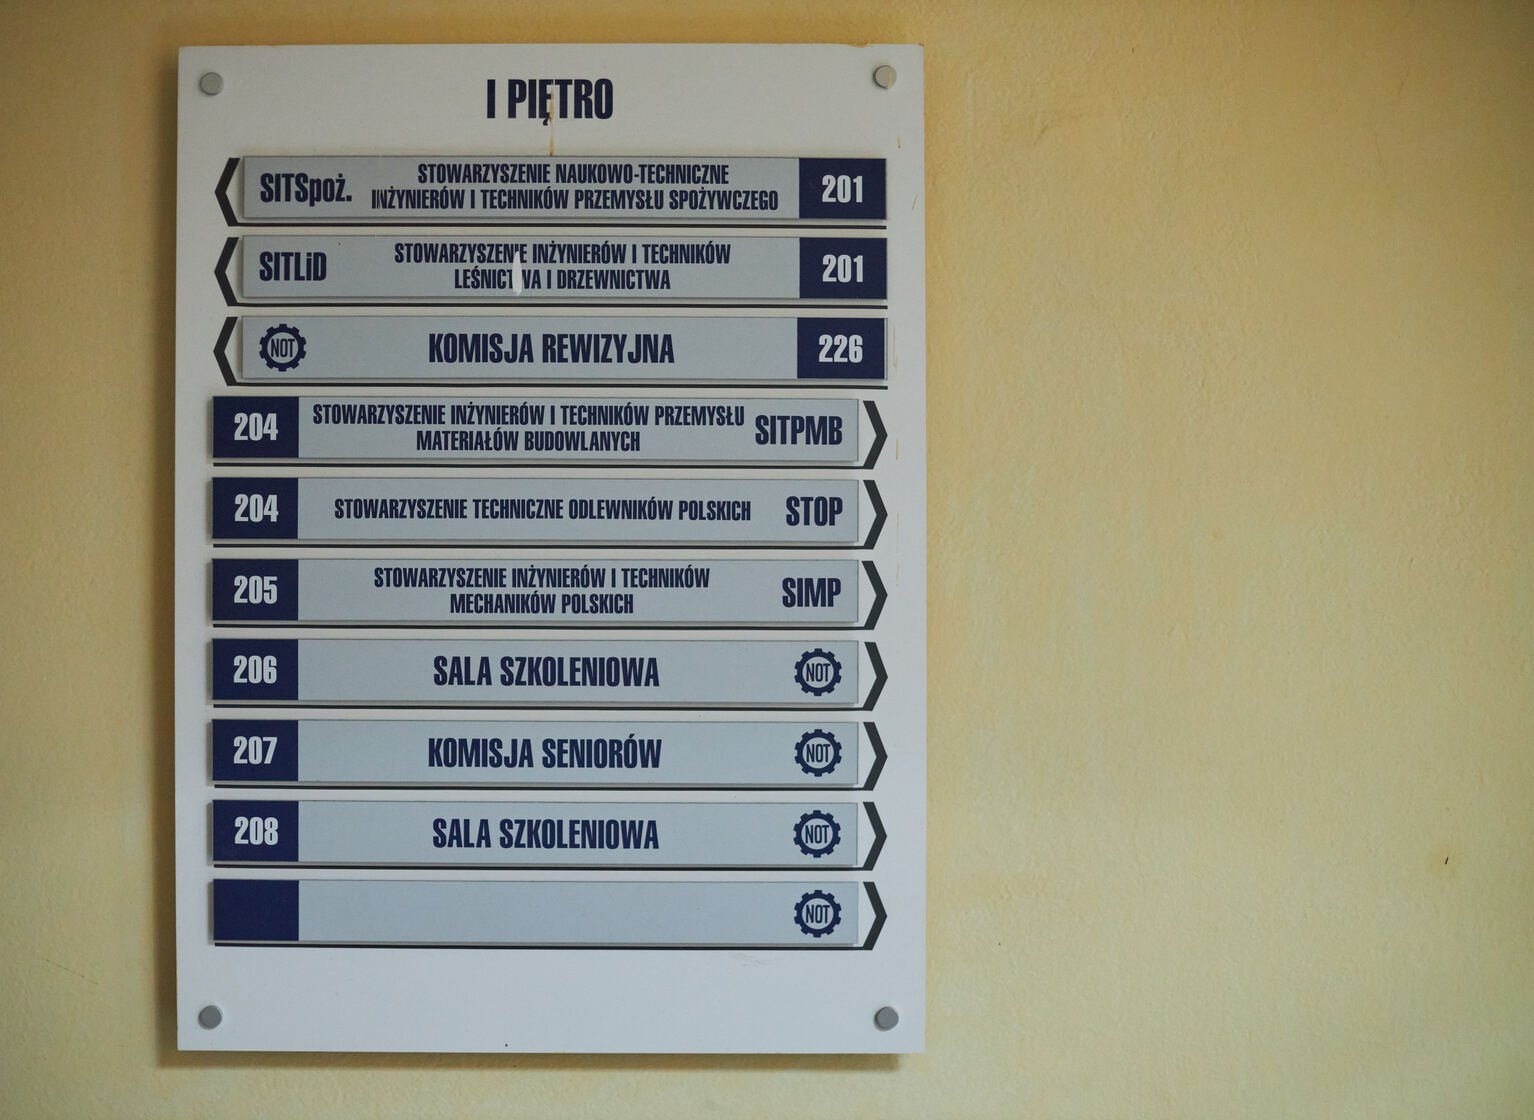 I PIĘTRO
SITSpoż. STOWARZYSZENIE NAUKOWO-TECHNICZNE
INŻYNIERÓW I TECHNIKÓW PRZEMYSŁU SPOŻYWCZEGO 201
SITLiD STOWARZYSZENIE INŻYNIERÓW I TECHNIKÓW
LEŚNICTWA I DRZEWNICTWA 201
NOT KOMISJA REWIZYJNA 226
204 STOWARZYSZENIE INŻYNIERÓW I TECHNIKÓW PRZEMYSŁU
MATERIAŁÓW BUDOWLANYCH SITPMB
204 STOWARZYSZENIE TECHNICZNE ODLEWNIKÓW POLSKICH STOP
205 STOWARZYSZENIE INŻYNIERÓW I TECHNIKÓW
MECHANIKÓW POLSKICH SIMP
206 SALA SZKOLENIOWA NOT
207 KOMISJA SENIORÓW NOT
208 SALA SZKOLENIOWA NOT
NOT